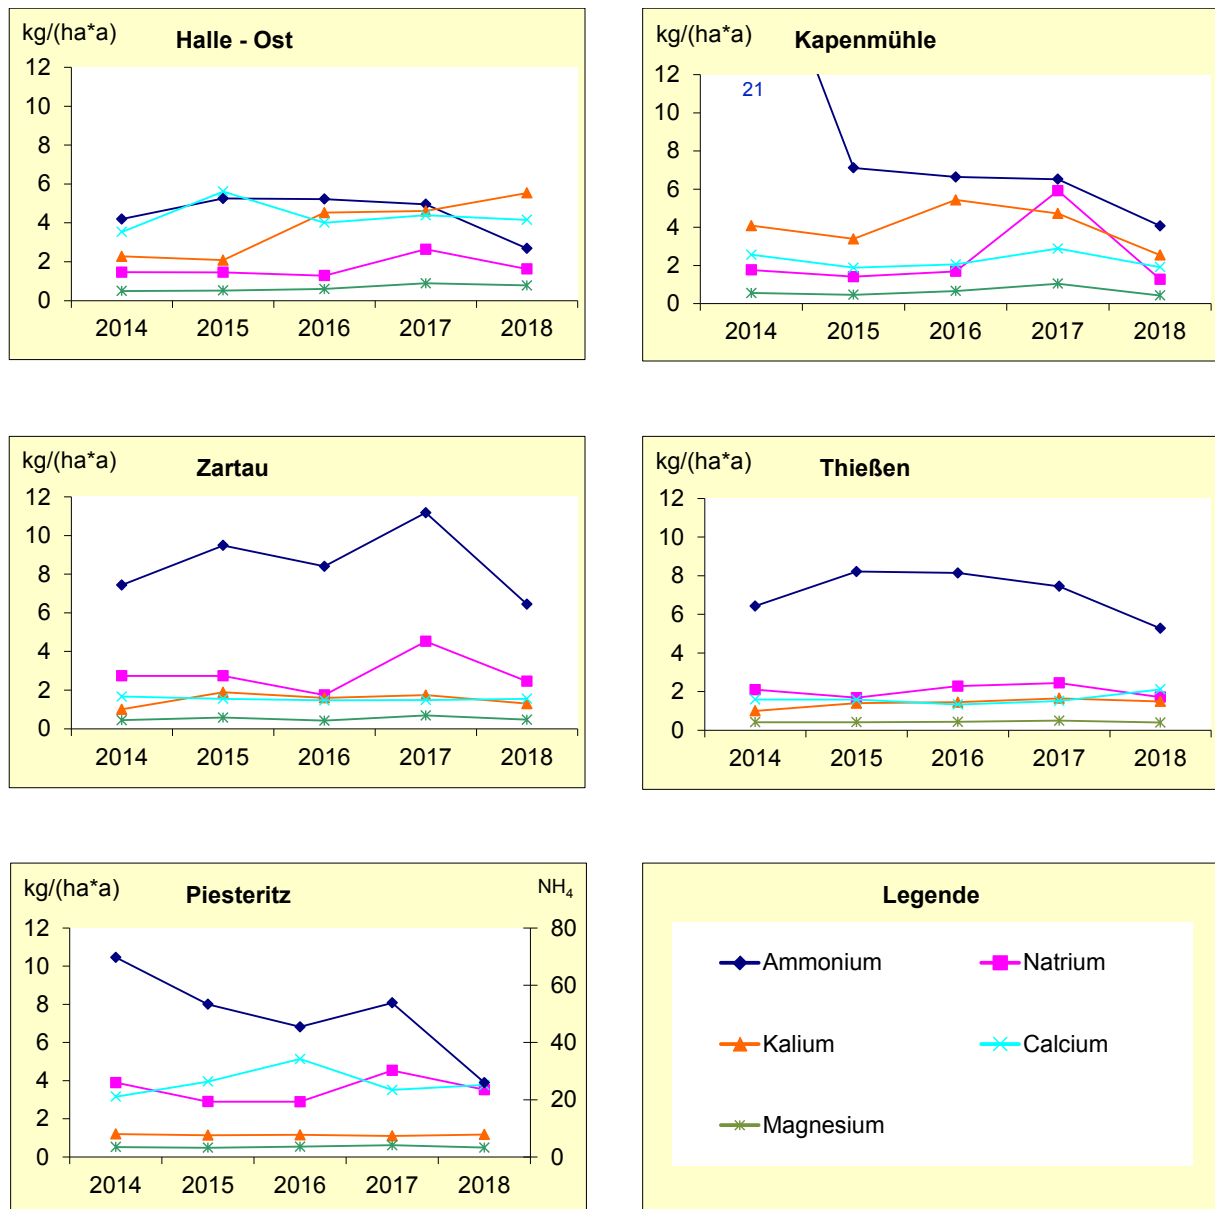 kg/(ha*a) Halle - Ost
12
10
8
6
4
2
0
2014 2015 2016 2017 2018
kg/(ha*a) Kapenmühle
12
21
10
8
6
4
2
0
2014 2015 2016 2017 2018
kg/(ha*a) Zartau
12
10
8
6
4
2
0
2014 2015 2016 2017 2018
kg/(ha*a) Thießen
12
10
8
6
4
2
0
2014 2015 2016 2017 2018
kg/(ha*a) Piesteritz NH₄
12 80
10
8 60
6 40
4
2 20
0 0
2014 2015 2016 2017 2018
Legende
Ammonium Natrium
Kalium Calcium
Magnesium